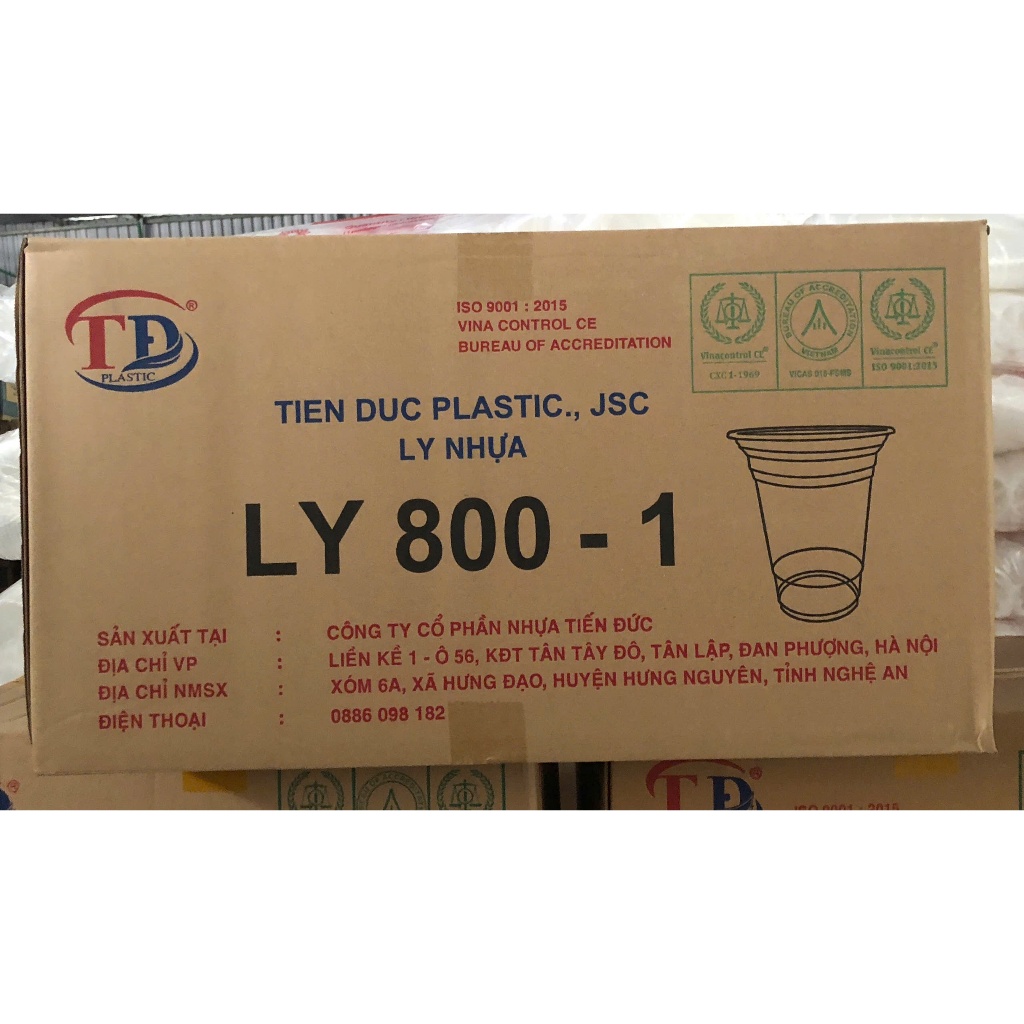 TĐ ®
PLASTIC
ISO 9001 : 2015
VINA CONTROL CE
BUREAU OF ACCREDITATION
Vinacontrol CE®
CXC 1-1969
BUREAU OF ACCREDITATION
VIETNAM
Vinacontrol CE®
ISO 9001:2015
TIEN DUC PLASTIC., JSC
LY NHỰA
LY 800 - 1
SẢN XUẤT TẠI : CÔNG TY CỔ PHẦN NHỰA TIẾN ĐỨC
ĐỊA CHỈ VP : LIỀN KỀ 1 - Ô 56, KĐT TÂN TÂY ĐÔ, TÂN LẬP, ĐAN PHƯỢNG, HÀ NỘI
ĐỊA CHỈ NMSX : XÓM 6A, XÃ HƯNG ĐẠO, HUYỆN HƯNG NGUYÊN, TỈNH NGHỆ AN
ĐIỆN THOẠI : 0886 098 182
TĐ
ISO 9001 : 2015